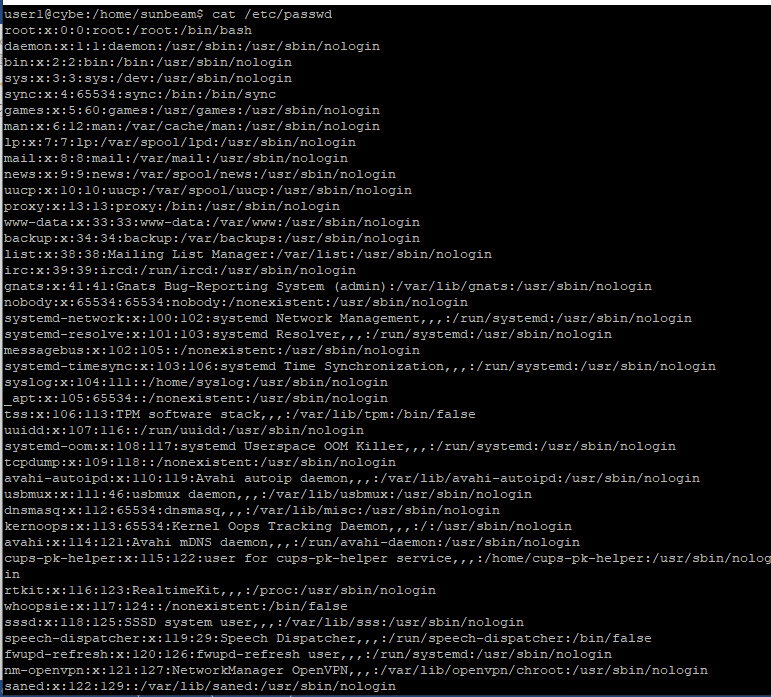 user1@cybe:/home/sunbeam$ cat /etc/passwd
root:x:0:0:root:/root:/bin/bash
daemon:x:1:1:daemon:/usr/sbin:/usr/sbin/nologin
bin:x:2:2:bin:/bin:/usr/sbin/nologin
sys:x:3:3:sys:/dev:/usr/sbin/nologin
sync:x:4:65534:sync:/bin:/bin/sync
games:x:5:60:games:/usr/games:/usr/sbin/nologin
man:x:6:12:man:/var/cache/man:/usr/sbin/nologin
lp:x:7:7:lp:/var/spool/lpd:/usr/sbin/nologin
mail:x:8:8:mail:/var/mail:/usr/sbin/nologin
news:x:9:9:news:/var/spool/news:/usr/sbin/nologin
uucp:x:10:10:uucp:/var/spool/uucp:/usr/sbin/nologin
proxy:x:13:13:proxy:/bin:/usr/sbin/nologin
www-data:x:33:33:www-data:/var/www:/usr/sbin/nologin
backup:x:34:34:backup:/var/backups:/usr/sbin/nologin
list:x:38:38:Mailing List Manager:/var/list:/usr/sbin/nologin
irc:x:39:39:ircd:/run/ircd:/usr/sbin/nologin
gnats:x:41:41:Gnats Bug-Reporting System (admin):/var/lib/gnats:/usr/sbin/nologin
nobody:x:65534:65534:nobody:/nonexistent:/usr/sbin/nologin
systemd-network:x:100:102:systemd Network Management,,,:/run/systemd:/usr/sbin/nologin
systemd-resolve:x:101:103:systemd Resolver,,,:/run/systemd:/usr/sbin/nologin
messagebus:x:102:105::/nonexistent:/usr/sbin/nologin
systemd-timesync:x:103:106:systemd Time Synchronization,,,:/run/systemd:/usr/sbin/nologin
syslog:x:104:111::/home/syslog:/usr/sbin/nologin
_apt:x:105:65534::/nonexistent:/usr/sbin/nologin
tss:x:106:113:TPM software stack,,,:/var/lib/tpm:/bin/false
uuidd:x:107:116::/run/uuidd:/usr/sbin/nologin
systemd-oom:x:108:117:systemd Userspace OOM Killer,,,:/run/systemd:/usr/sbin/nologin
tcpdump:x:109:118::/nonexistent:/usr/sbin/nologin
avahi-autoipd:x:110:119:Avahi autoip daemon,,,:/var/lib/avahi-autoipd:/usr/sbin/nologin
usbmux:x:111:46:usbmux daemon,,,:/var/lib/usbmux:/usr/sbin/nologin
dnsmasq:x:112:65534:dnsmasq,,,:/var/lib/misc:/usr/sbin/nologin
kernoops:x:113:65534:Kernel Oops Tracking Daemon,,,:/:/usr/sbin/nologin
avahi:x:114:121:Avahi mDNS daemon,,,:/run/avahi-daemon:/usr/sbin/nologin
cups-pk-helper:x:115:122:user for cups-pk-helper service,,,:/home/cups-pk-helper:/usr/sbin/nolog
in
rtkit:x:116:123:RealtimeKit,,,:/proc:/usr/sbin/nologin
whoopsie:x:117:124::/nonexistent:/bin/false
sssd:x:118:125:SSSD system user,,,:/var/lib/sss:/usr/sbin/nologin
speech-dispatcher:x:119:29:Speech Dispatcher,,,:/run/speech-dispatcher:/bin/false
fwupd-refresh:x:120:126:fwupd-refresh user,,,:/run/systemd:/usr/sbin/nologin
nm-openvpn:x:121:127:NetworkManager OpenVPN,,,:/var/lib/openvpn/chroot:/usr/sbin/nologin
saned:x:122:129::/var/lib/saned:/usr/sbin/nologin